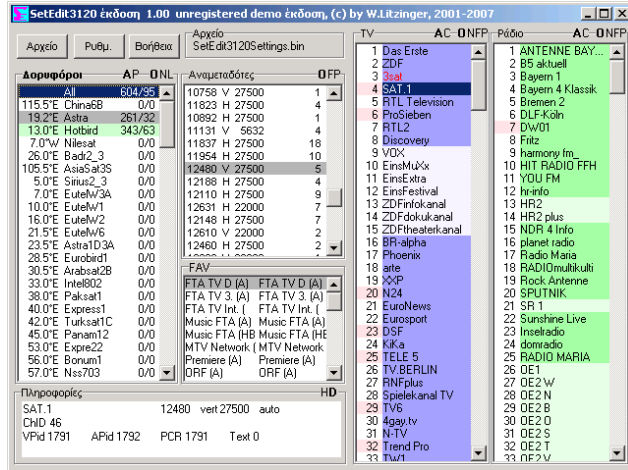 SetEdit3120 έκδοση 1.00 unregistered demo έκδοση, (c) by W.Litzinger, 2001-2007
Αρχείο
Ρυθμ.
Βοήθεια
Αρχείο
SetEdit3120Settings.bin
Δορυφόροι AP - ONL
All 604/95
115.5°E China6B 0/0
19.2°E Astra 261/32
13.0°E Hotbird 343/63
7.0°W Nilesat 0/0
26.0°E Badr2_3 0/0
105.5°E AsiaSat3S 0/0
5.0°E Sirius2_3 0/0
7.0°E EutelW3A 0/0
10.0°E EutelW1 0/0
16.0°E EutelW2 0/0
21.5°E EutelW6 0/0
23.5°E Astra1D3A 0/0
28.5°E Eurobird1 0/0
30.5°E Arabsat2B 0/0
33.0°E Intel802 0/0
38.0°E Paksat1 0/0
40.0°E Express1 0/0
42.0°E Turksat1C 0/0
45.0°E Panam12 0/0
53.0°E Expre22 0/0
56.0°E Bonum1 0/0
57.0°E Nss703 0/0
Αναμεταδότες OFP
10758 V 27500 1
11823 H 27500 4
10892 H 27500 1
11131 V 5632 4
11837 H 27500 18
11954 H 27500 10
12480 V 27500 5
12188 H 27500 4
12110 H 27500 9
12631 H 22000 7
12148 H 27500 7
12610 V 22000 2
12460 H 27500 2
FAV
FTA TV D (A) FTA TV D (A)
FTA TV 3. (A) FTA TV 3. (A)
FTA TV Int. ( FTA TV Int. (
Music FTA (A) Music FTA (A)
Music FTA (HB Music FTA (HB
MTV Network ( MTV Network
Premiere (A) Premiere (A)
ORF (A) ORF (A)
Πληροφορίες HD-
SAT.1 12480 vert 27500 auto
ChID 46
VPid 1791 APid 1792 PCR 1791 Text 0
TV AC-ONFP
1 Das Erste
2 ZDF
3 3sat
4 SAT.1
5 RTL Television
6 ProSieben
7 RTL2
8 Discovery
9 VOX
10 EinsMuXx
11 EinsExtra
12 EinsFestival
13 ZDFinfokanal
14 ZDFdokukanal
15 ZDFtheaterkanal
16 BR-alpha
17 Phoenix
18 arte
19 XXP
20 N24
21 EuroNews
22 Eurosport
23 DSF
24 KiKa
25 TELE 5
26 TV.BERLIN
27 RNFplus
28 Spielekanal TV
29 TV6
30 4gay.tv
31 N-TV
32 Trend Pro
33 TW1
Ράδιο AC-ONFP
1 ANTENNE BAY...
2 B5 aktuell
3 Bayern 1
4 Bayern 4 Klassik
5 Bremen 2
6 DLF-Köln
7 DW01
8 Fritz
9 harmony fm_
10 HIT RADIO FFH
11 YOU FM
12 hr-info
13 HR2
14 HR2 plus
15 NDR 4 Info
16 planet radio
17 Radio Maria
18 RADIOmultikulti
19 Rock Antenne
20 SPUTNIK
21 SR 1
22 Sunshine Live
23 Inselradio
24 domradio
25 RADIO MARIA
26 OE1
27 OE2 W
28 OE2 N
29 OE2 B
30 OE2 O
31 OE2 S
32 OE2 T
33 OE2 V